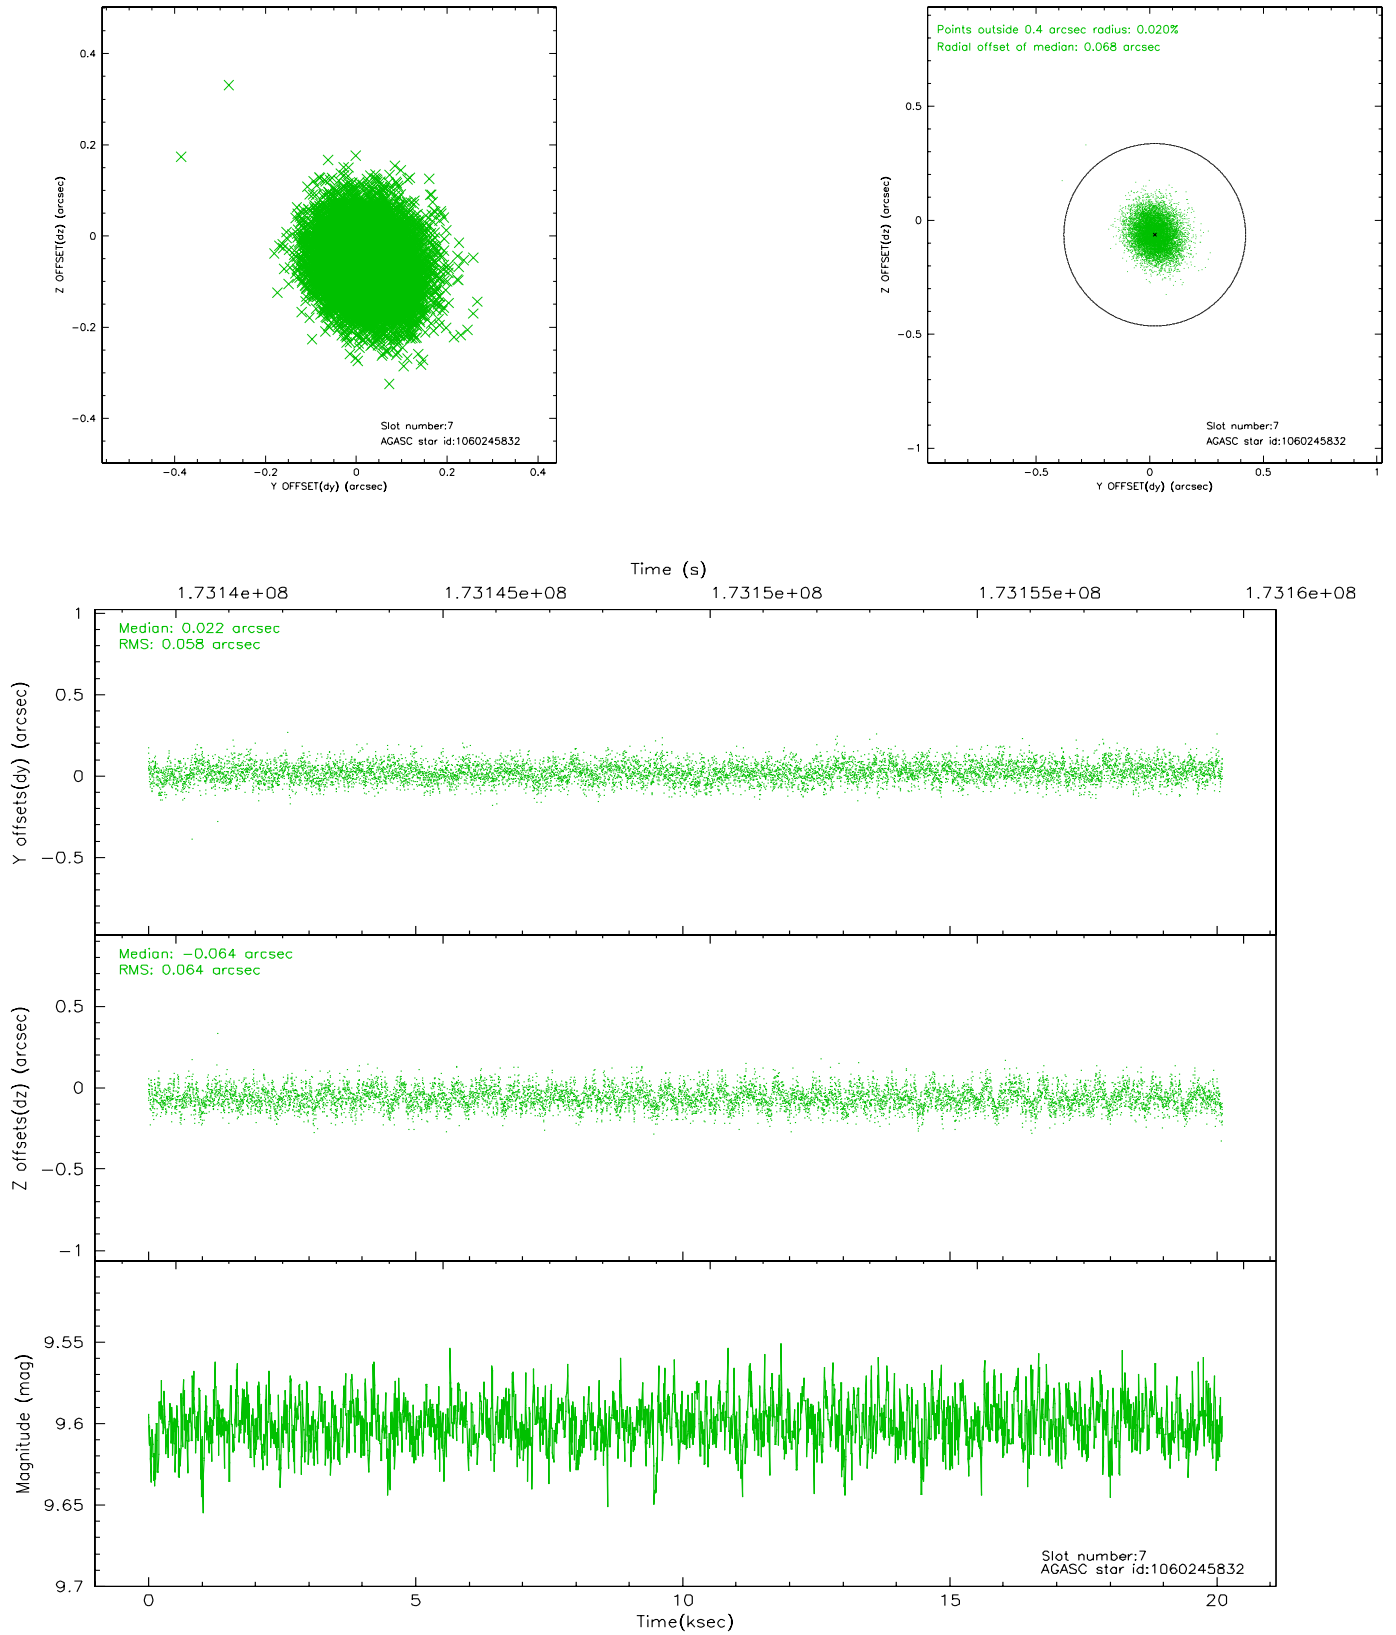 0.4
0.2
0
-0.2
-0.4
Z OFFSET(dz) (arcsec)
Slot number:7
AGASC star id:1060245832
-0.4 -0.2 0 0.2 0.4
Y OFFSET(dy) (arcsec)
Points outside 0.4 arcsec radius: 0.020%
Radial offset of median: 0.068 arcsec
0.5
0
-0.5
-1
Z OFFSET(dz) (arcsec)
Slot number:7
AGASC star id:1060245832
-0.5 0 0.5 1
Y OFFSET(dy) (arcsec)
Time (s)
1.7314e+08 1.73145e+08 1.7315e+08 1.73155e+08 1.7316e+08
Median: 0.022 arcsec
RMS: 0.058 arcsec
1
0.5
0
-0.5
Y offsets(dy) (arcsec)
Median: -0.064 arcsec
RMS: 0.064 arcsec
0.5
0
-0.5
-1
Z offsets(dz) (arcsec)
9.55
9.6
9.65
9.7
Magnitude (mag)
Slot number:7
AGASC star id:1060245832
0 5 10 15 20
Time(ksec)